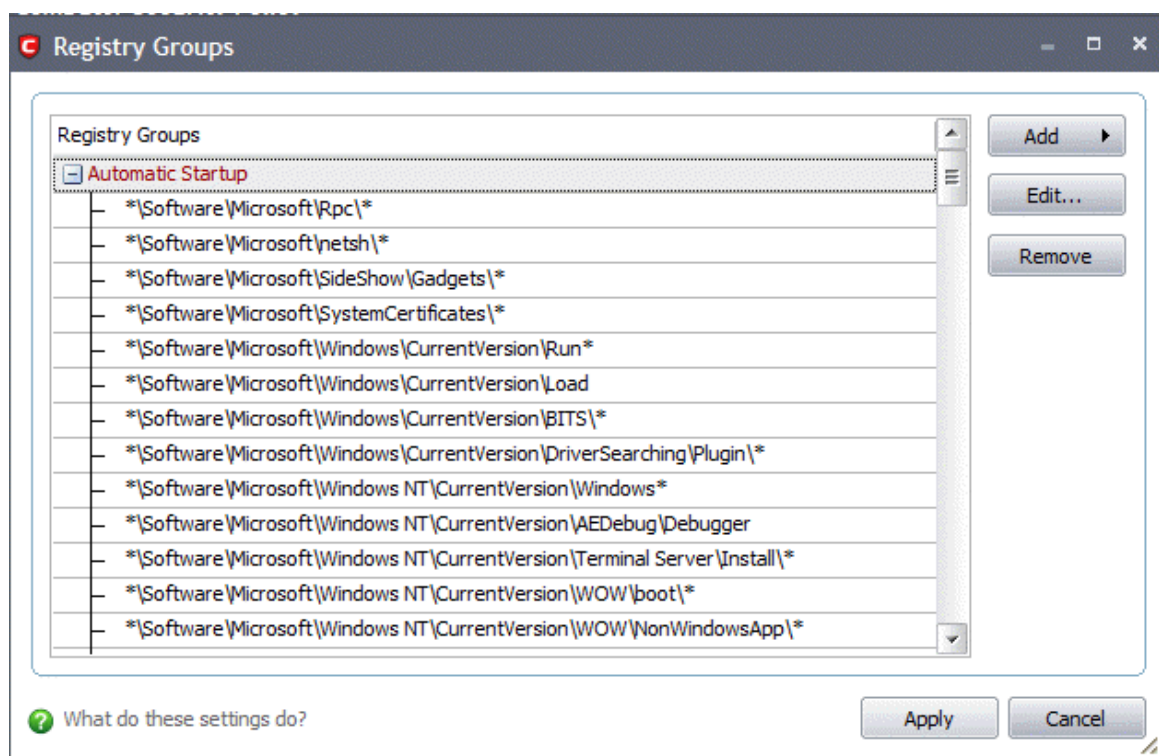 Registry Groups
Registry Groups
Automatic Startup
*\Software\Microsoft\Rpc\*
*\Software\Microsoft\netsh\*
*\Software\Microsoft\SideShow\Gadgets\*
*\Software\Microsoft\SystemCertificates\*
*\Software\Microsoft\Windows\CurrentVersion\Run*
*\Software\Microsoft\Windows\CurrentVersion\Load
*\Software\Microsoft\Windows\CurrentVersion\BITS\*
*\Software\Microsoft\Windows\CurrentVersion\DriverSearching\Plugin\*
*\Software\Microsoft\Windows NT\CurrentVersion\Windows*
*\Software\Microsoft\Windows NT\CurrentVersion\AEDebug\Debugger
*\Software\Microsoft\Windows NT\CurrentVersion\Terminal Server\Install\*
*\Software\Microsoft\Windows NT\CurrentVersion\WOW\boot\*
*\Software\Microsoft\Windows NT\CurrentVersion\WOW\NonWindowsApp\*
Add
Edit...
Remove
What do these settings do?
Apply
Cancel